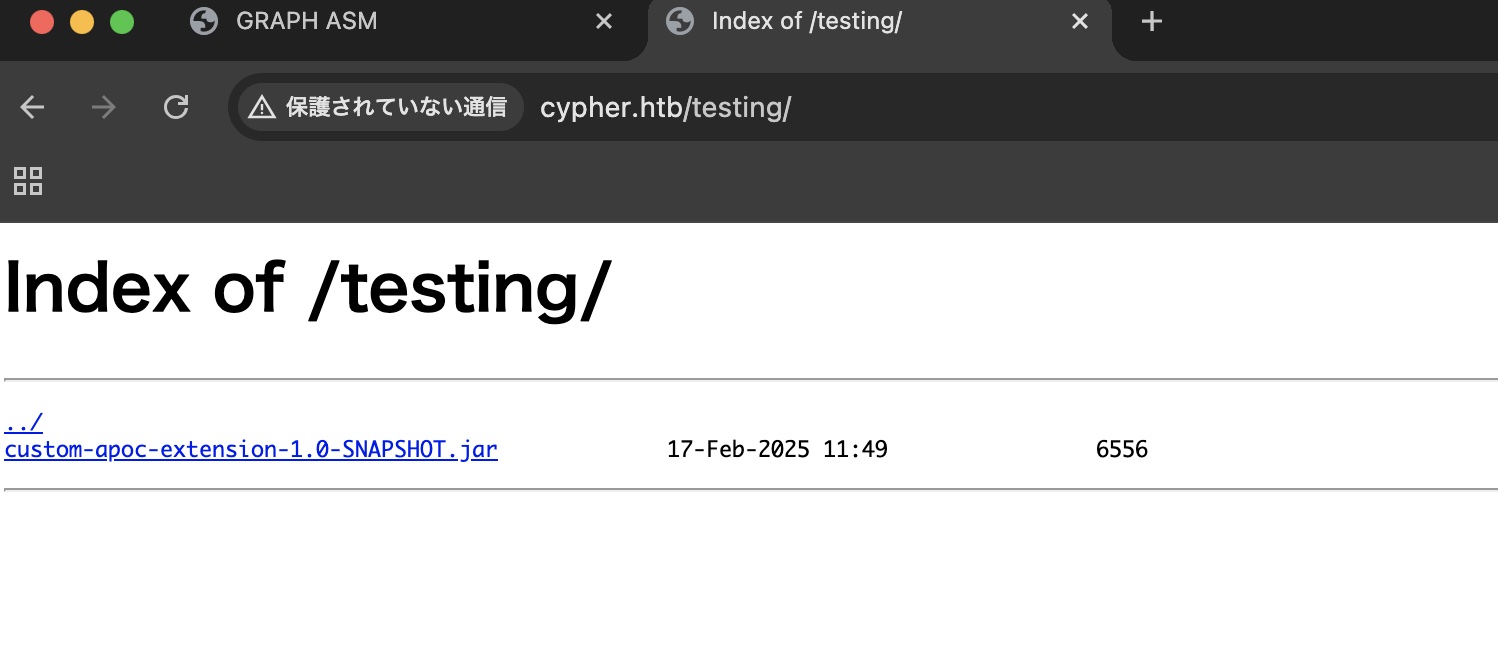 GRAPH ASM
Index of /testing/
保護されていない通信 cypher.htb/testing/
Index of /testing/
../
custom-apoc-extension-1.0-SNAPSHOT.jar 17-Feb-2025 11:49 6556